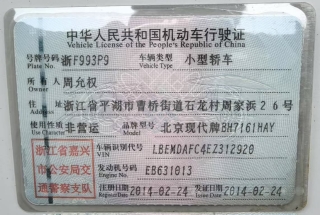 中华人民共和国机动车行驶证
Vehicle License of the People's Republic of China
号牌号码 浙F993P9 车辆类型 小型轿车
Plate No. Vehicle Type
所有人 周允权
Owner
住址 浙江省平湖市曹桥街道石龙村周家浜26号
Address
使用性质 非营运 品牌型号 北京现代牌BH7161HAY
Use Character Model
浙江省嘉兴市公安局交通警察支队
车辆识别代号 LBEMDAFC4EZ312920
VIN
发动机号码 EB631013
Engine No.
注册日期 2014-02-24 发证日期 2014-02-24
Register Date Issue Date